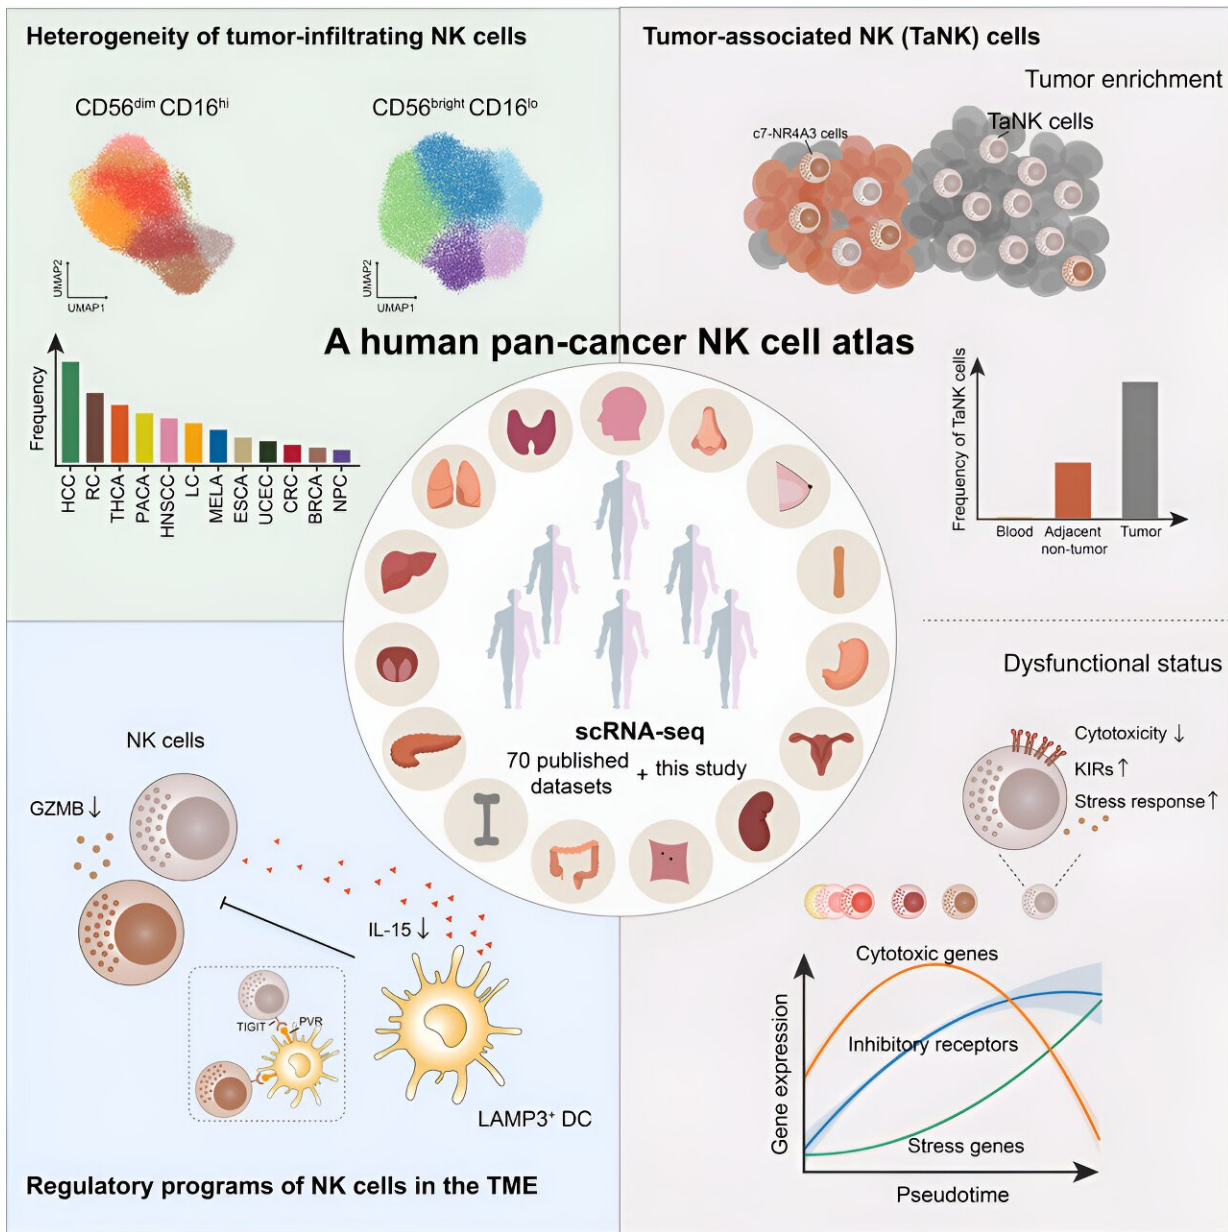 Heterogeneity of tumor-infiltrating NK cells
CD56dim CD16hi
CD56bright CD16lo
UMAP2
UMAP1
UMAP2
UMAP1
Frequency
HCC
RC
THCA
PACA
HNSCC
LC
MELA
ESCA
UCEC
CRC
BRCA
NPC
Tumor-associated NK (TaNK) cells
Tumor enrichment
c7-NR4A3 cells
TaNK cells
Frequency of TaNK cells
Blood
Adjacent
non-tumor
Tumor
A human pan-cancer NK cell atlas
scRNA-seq
70 published
datasets
+ this study
NK cells
GZMB ↓
IL-15 ↓
TIGIT
PVR
LAMP3+ DC
Regulatory programs of NK cells in the TME
Dysfunctional status
Cytotoxicity ↓
KIRs ↑
Stress response ↑
Gene expression
Cytotoxic genes
Inhibitory receptors
Stress genes
Pseudotime